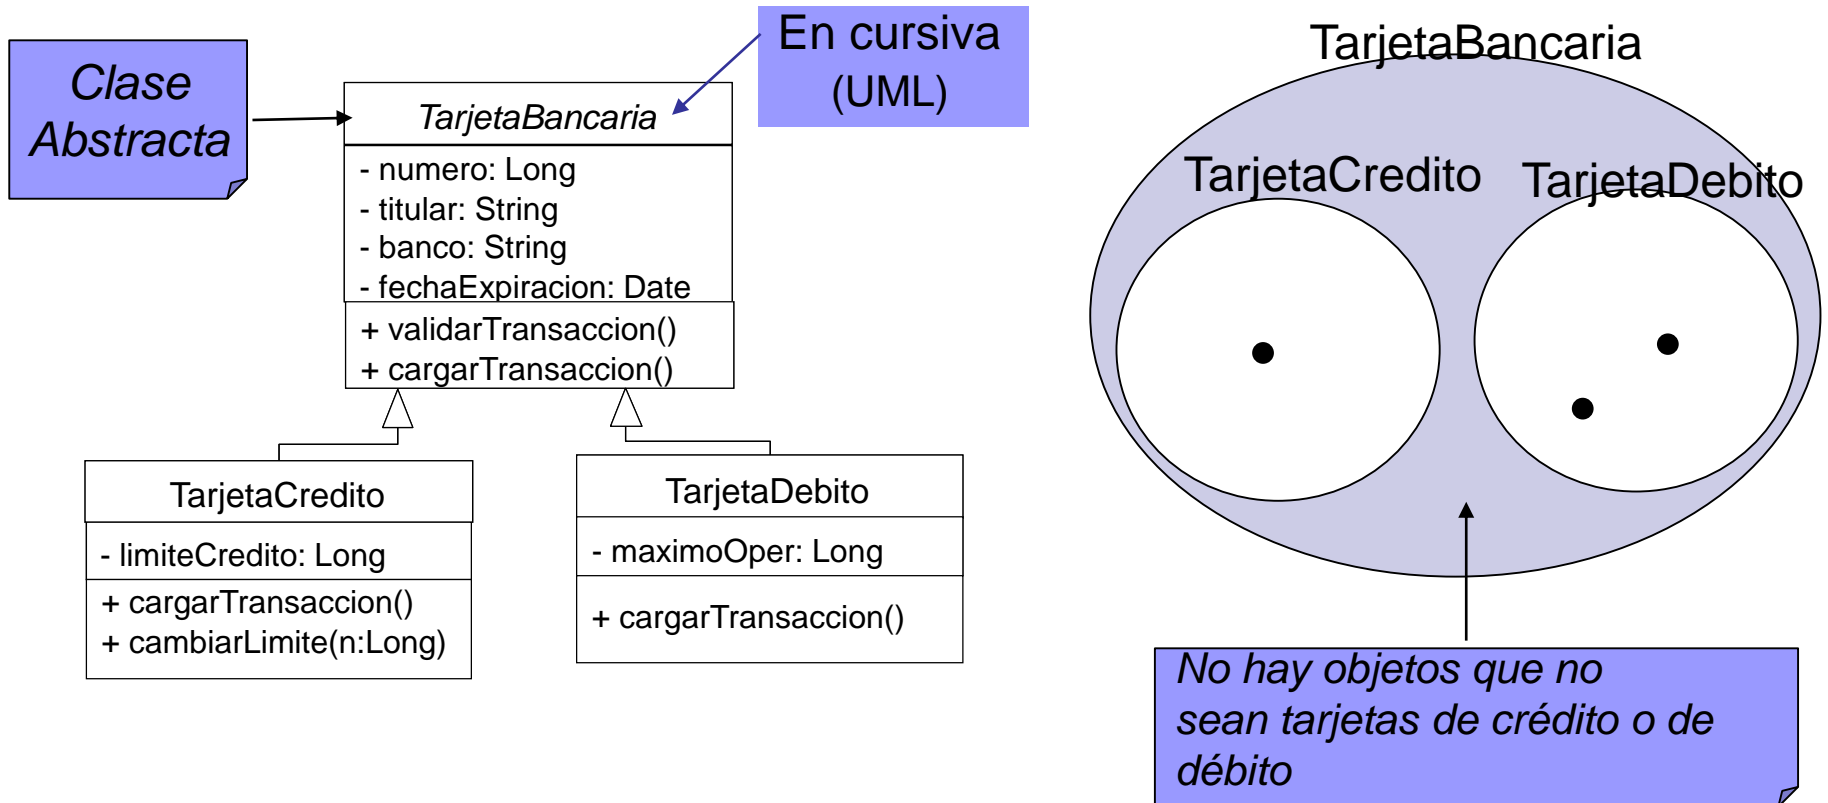 Clase
Abstracta
En cursiva
(UML)
TarjetaBancaria
- numero: Long
- titular: String
- banco: String
- fechaExpiracion: Date
+ validarTransaccion()
+ cargarTransaccion()
TarjetaCredito
- limiteCredito: Long
+ cargarTransaccion()
+ cambiarLimite(n:Long)
TarjetaDebito
- maximoOper: Long
+ cargarTransaccion()
TarjetaBancaria
TarjetaCredito
TarjetaDebito
No hay objetos que no
sean tarjetas de crédito o de
débito